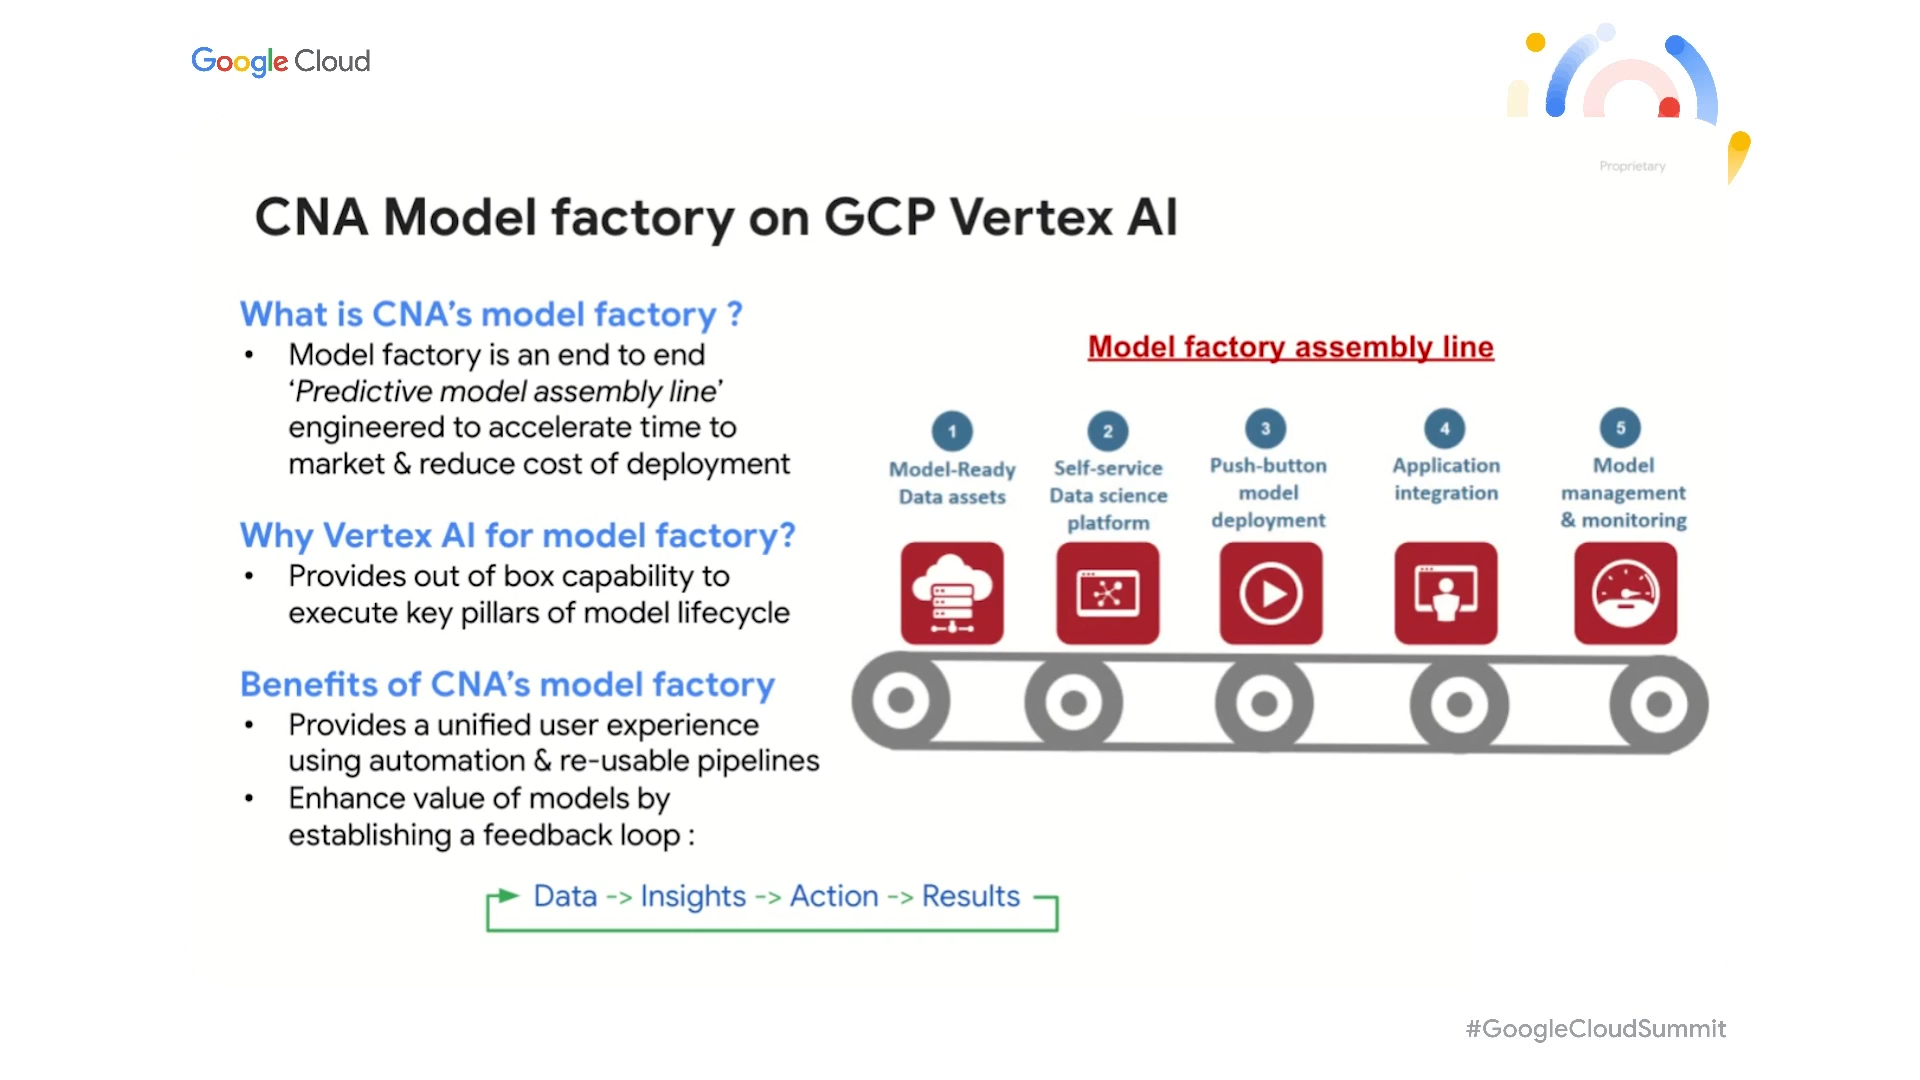 Google Cloud
Proprietary
CNA Model factory on GCP Vertex AI
What is CNA’s model factory ?
• Model factory is an end to end
‘Predictive model assembly line’
engineered to accelerate time to
market & reduce cost of deployment
Why Vertex AI for model factory?
• Provides out of box capability to
execute key pillars of model lifecycle
Benefits of CNA’s model factory
• Provides a unified user experience
using automation & re-usable pipelines
• Enhance value of models by
establishing a feedback loop :
Data -> Insights -> Action -> Results
Model factory assembly line
1
Model-Ready
Data assets
2
Self-service
Data science
platform
3
Push-button
model
deployment
4
Application
integration
5
Model
management
& monitoring
#GoogleCloudSummit